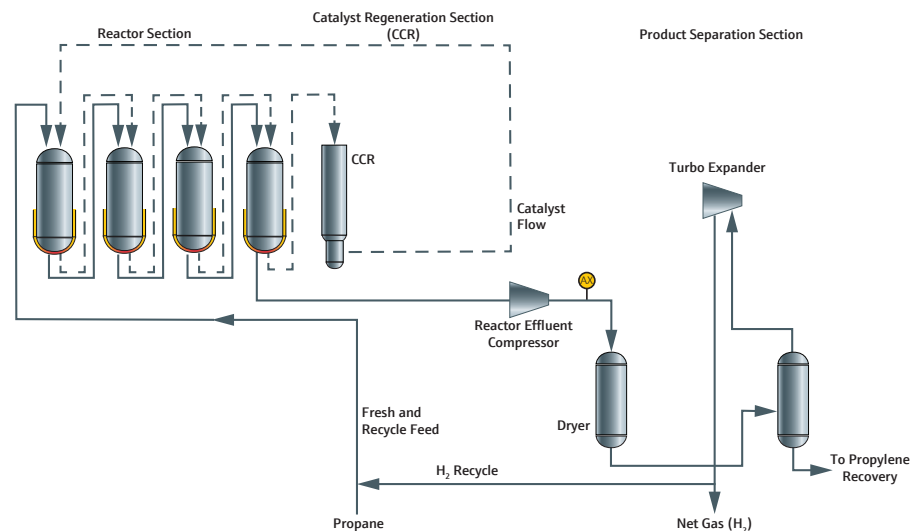 Catalyst Regeneration Section
(CCR)
Reactor Section
Product Separation Section
CCR
Turbo Expander
Catalyst
Flow
AX
Reactor Effluent
Compressor
Dryer
Fresh and
Recycle Feed
To Propylene
Recovery
H₂ Recycle
Propane
Net Gas (H₂)